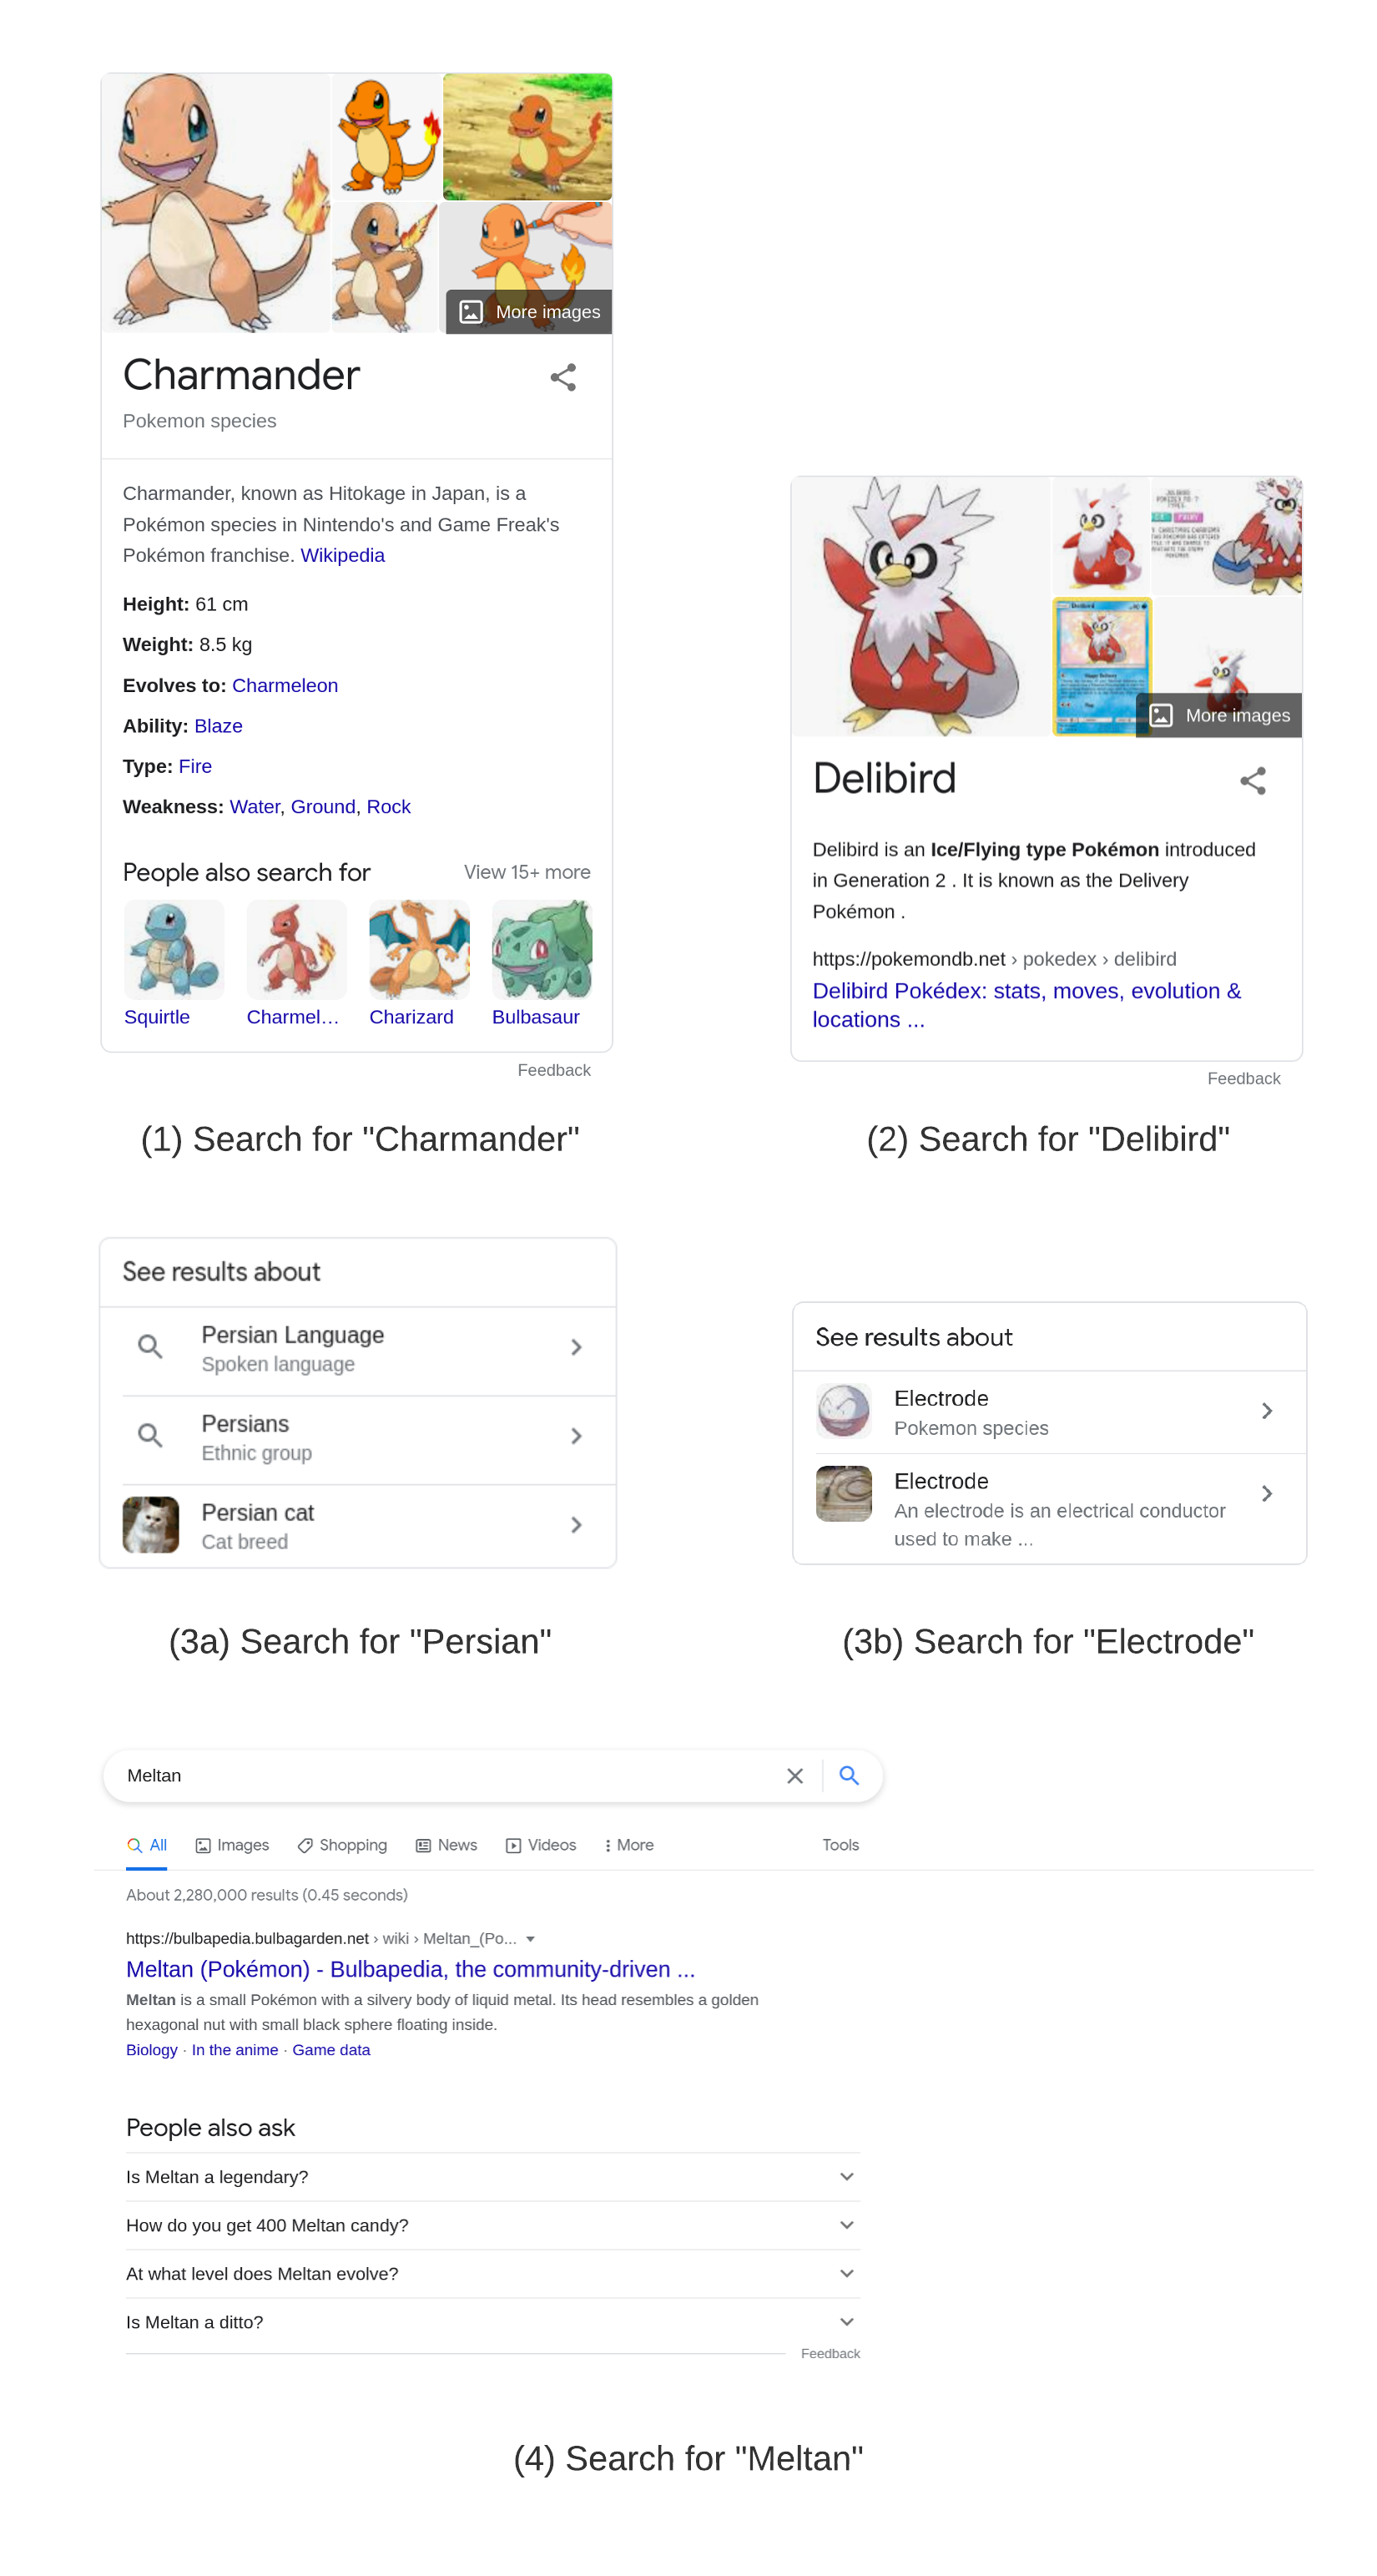 More images
Charmander
Pokemon species
Charmander, known as Hitokage in Japan, is a
Pokémon species in Nintendo's and Game Freak's
Pokémon franchise. Wikipedia
Height: 61 cm
Weight: 8.5 kg
Evolves to: Charmeleon
Ability: Blaze
Type: Fire
Weakness: Water, Ground, Rock
People also search for View 15+ more
Squirtle Charmel... Charizard Bulbasaur
Feedback
(1) Search for "Charmander"
Delibird
More images
Delibird
Delibird is an Ice/Flying type Pokémon introduced
in Generation 2 . It is known as the Delivery
Pokémon .
https://pokemondb.net › pokedex › delibird
Delibird Pokédex: stats, moves, evolution &
locations ...
Feedback
(2) Search for "Delibird"
See results about
Persian Language
Spoken language
Persians
Ethnic group
Persian cat
Cat breed
(3a) Search for "Persian"
See results about
Electrode
Pokemon species
Electrode
An electrode is an electrical conductor
used to make ...
(3b) Search for "Electrode"
Meltan
All Images Shopping News Videos More Tools
About 2,280,000 results (0.45 seconds)
https://bulbapedia.bulbagarden.net › wiki › Meltan_(Po...
Meltan (Pokémon) - Bulbapedia, the community-driven ...
Meltan is a small Pokémon with a silvery body of liquid metal. Its head resembles a golden
hexagonal nut with small black sphere floating inside.
Biology · In the anime · Game data
People also ask
Is Meltan a legendary?
How do you get 400 Meltan candy?
At what level does Meltan evolve?
Is Meltan a ditto?
Feedback
(4) Search for "Meltan"